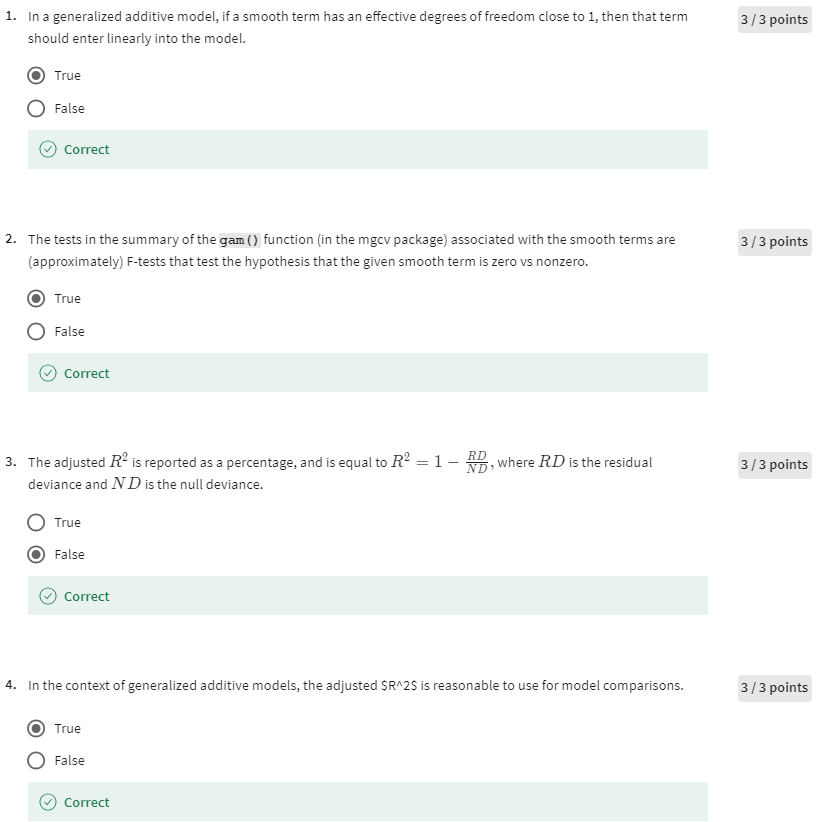 1. In a generalized additive model, if a smooth term has an effective degrees of freedom close to 1, then that term
should enter linearly into the model.
3 / 3 points
True
False
Correct
2. The tests in the summary of the gam() function (in the mgcv package) associated with the smooth terms are
(approximately) F-tests that test the hypothesis that the given smooth term is zero vs nonzero.
3 / 3 points
True
False
Correct
3. The adjusted R² is reported as a percentage, and is equal to R² = 1 − RD/ND, where RD is the residual
deviance and ND is the null deviance.
3 / 3 points
True
False
Correct
4. In the context of generalized additive models, the adjusted $R^2$ is reasonable to use for model comparisons.
3 / 3 points
True
False
Correct